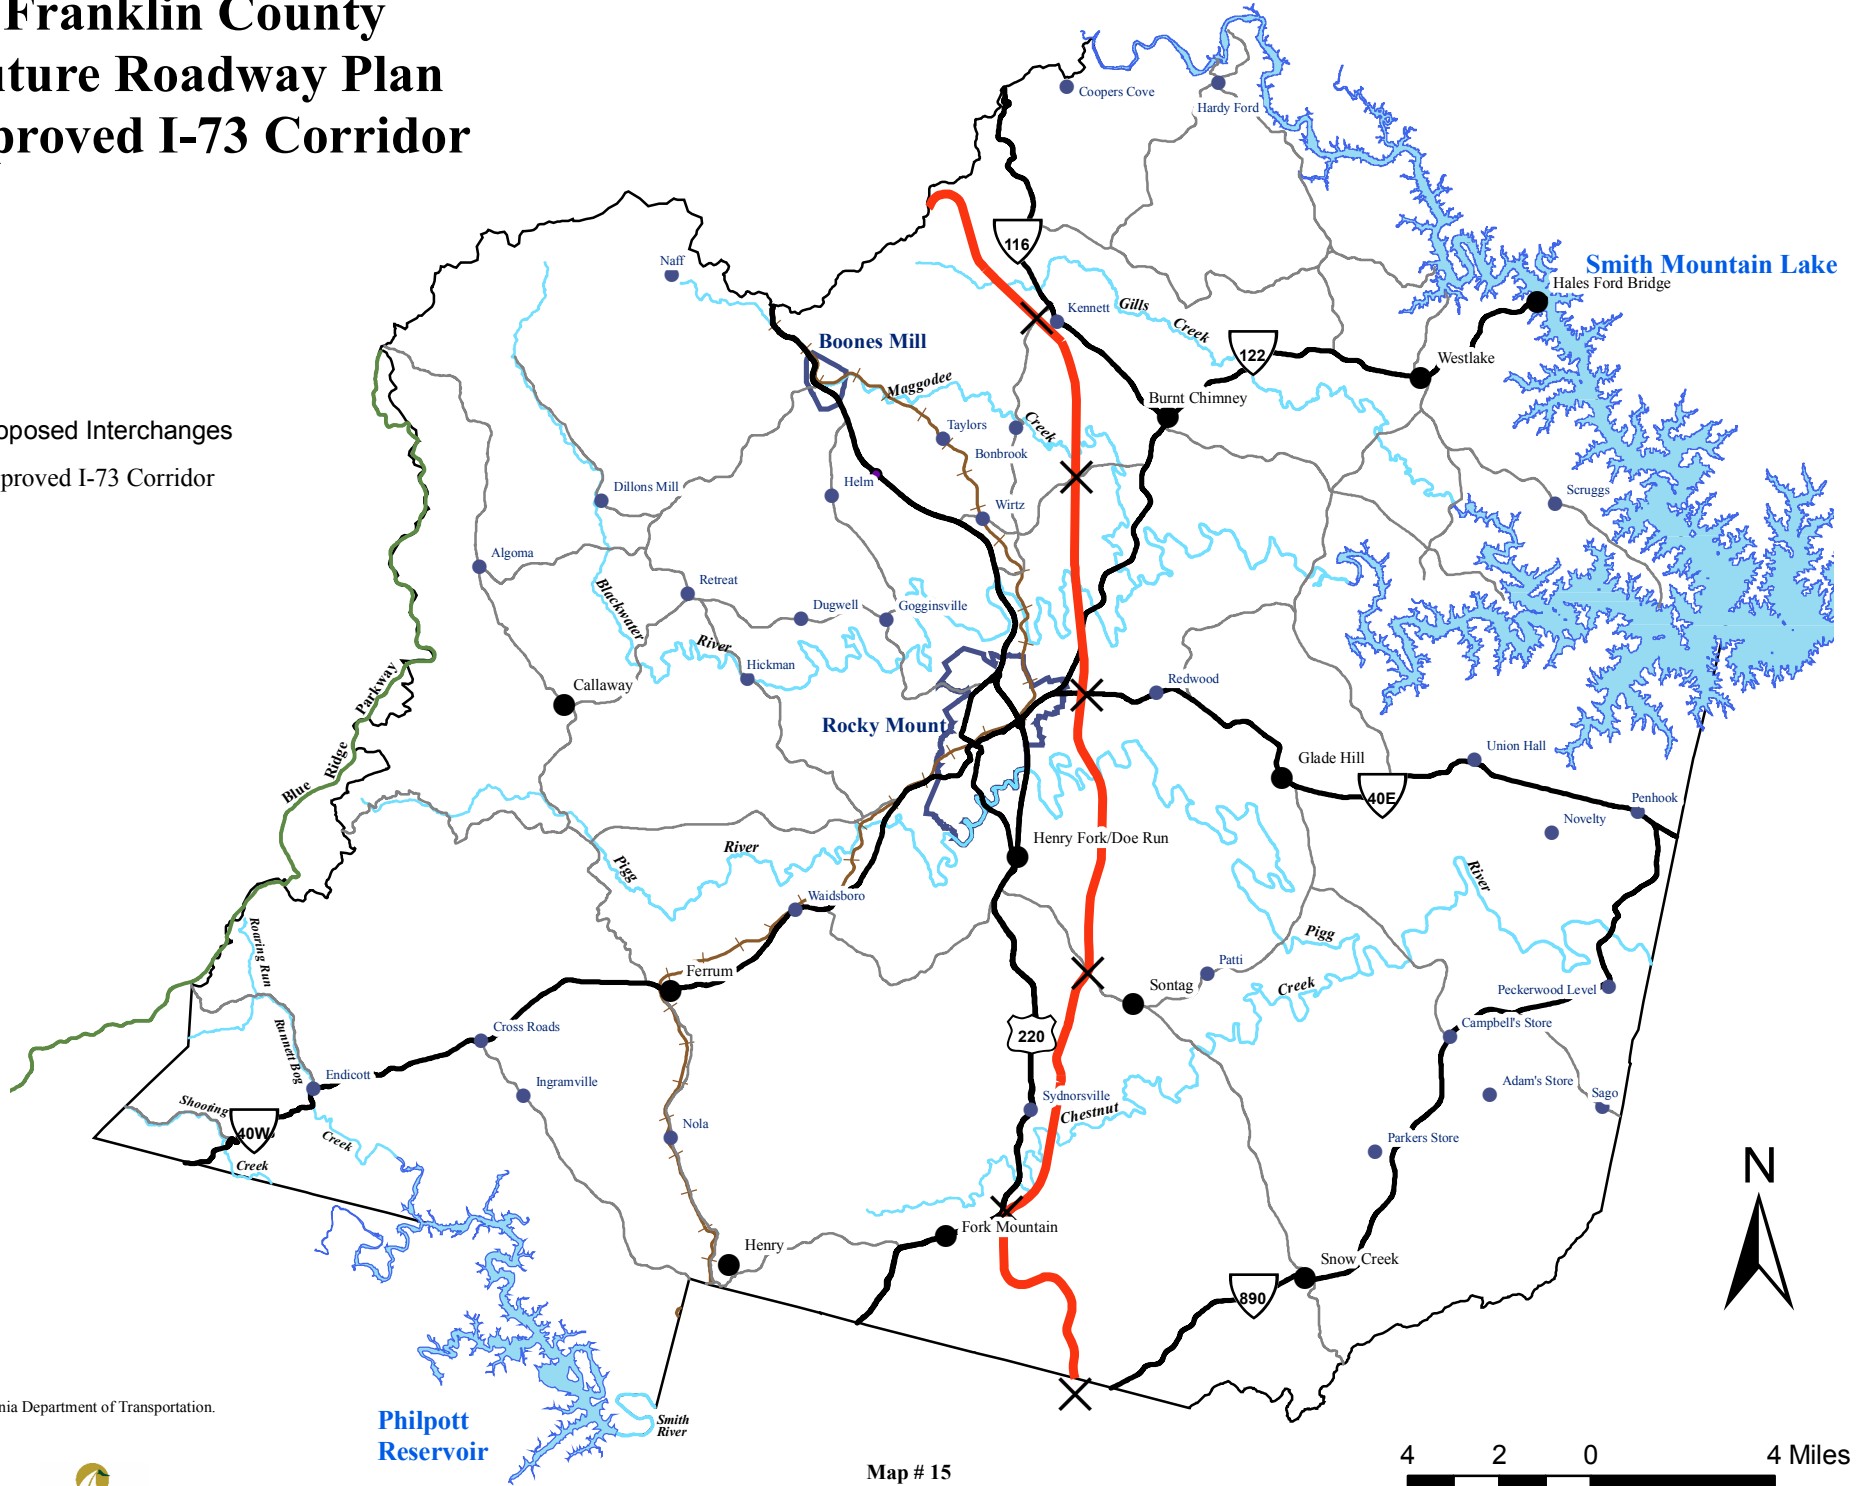 Franklin County
uture Roadway Plan
proved I-73 Corridor
oposed Interchanges
proved I-73 Corridor
Coopers Cove
Hardy Ford
116
Naff
Smith Mountain Lake
Hales Ford Bridge
Kennett
Gills
Creek
122
Westlake
Boones Mill
Maggodee
Creek
Burnt Chimney
Taylors
Bonbrook
Helm
Wirtz
Scruggs
Dillons Mill
Algoma
Retreat
Dugwell
Gogginsville
Blackwater
River
Hickman
Callaway
Redwood
Rocky Mount
Parkway
Ridge
Blue
Glade Hill
Union Hall
40E
Penhook
Novelty
Henry Fork/Doe Run
River
Pigg
Waidsboro
River
Pigg
Roaring Run
Ferrum
Patti
Sontag
Creek
Peckerwood Level
Campbell's Store
Cross Roads
220
Runnett Bog
Endicott
Ingramville
Sydnorsville
Chestnut
Adam's Store
Sago
Shooting
40W
Creek
Creek
Nola
Parkers Store
N
Fork Mountain
Henry
Snow Creek
890
nia Department of Transportation.
Philpott
Reservoir
Smith
River
Map # 15
4 2 0 4 Miles